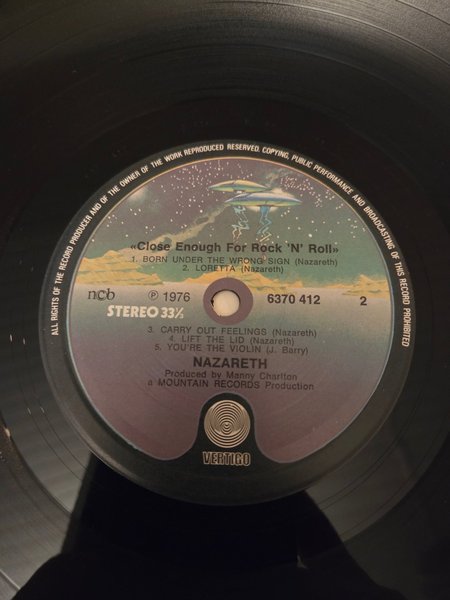 ALL RIGHTS OF THE RECORD PRODUCER AND OF THE OWNER OF THE WORK REPRODUCED RESERVED. COPYING, PUBLIC PERFORMANCE AND BROADCASTING OF THIS RECORD PROHIBITED
«Close Enough For Rock 'N' Roll»
1. BORN UNDER THE WRONG SIGN (Nazareth)
2. LORETTA (Nazareth)
ncb ℗ 1976 6370 412 2
STEREO 33⅓
3. CARRY OUT FEELINGS (Nazareth)
4. LIFT THE LID (Nazareth)
5. YOU'RE THE VIOLIN (J. Barry)
NAZARETH
Produced by Manny Charlton
a MOUNTAIN RECORDS Production
VERTIGO